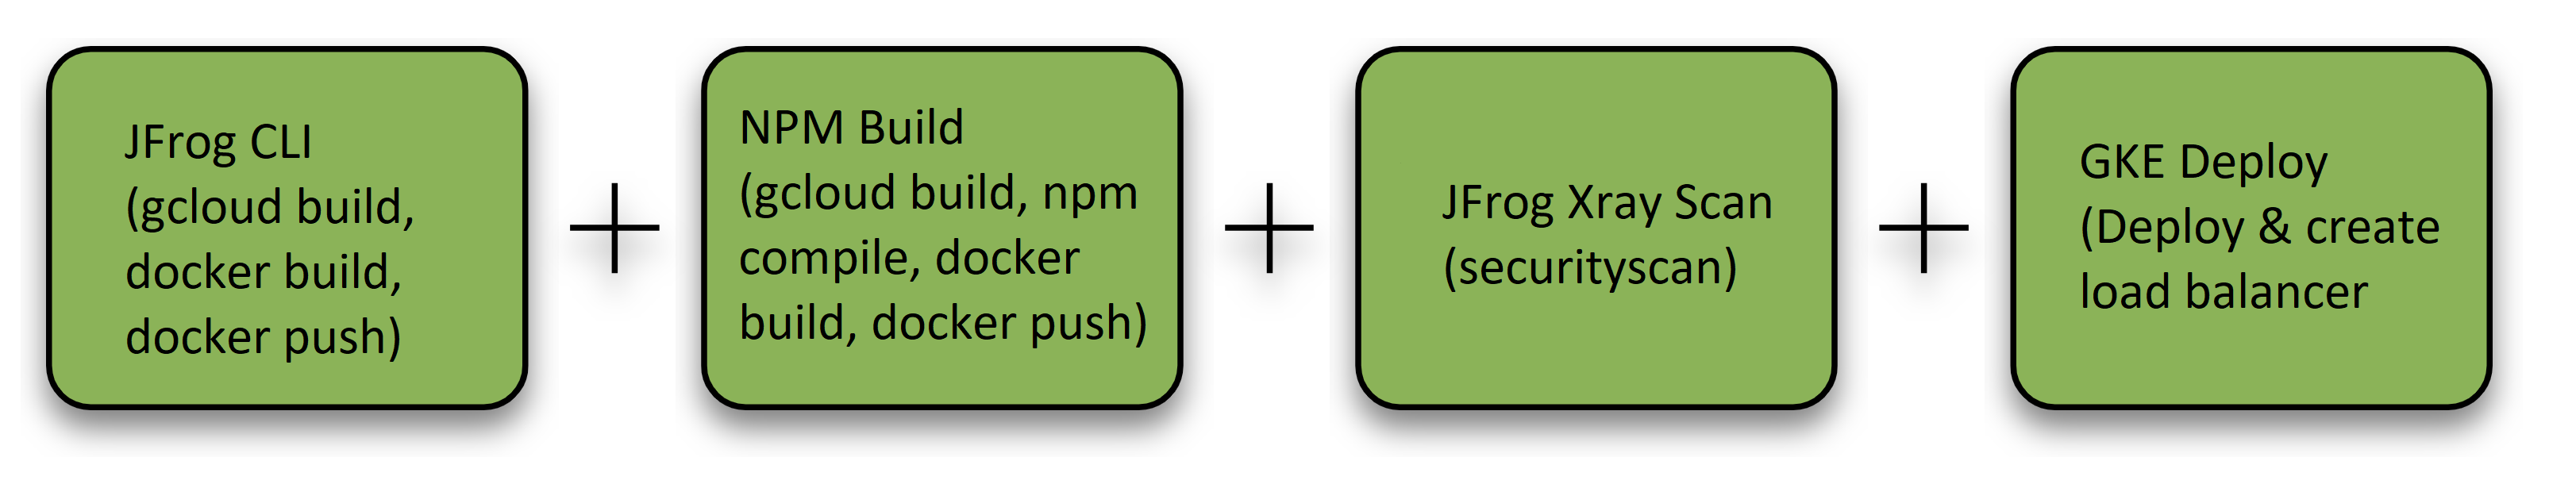 JFrog CLI
(gcloud build,
docker build,
docker push)
NPM Build
(gcloud build, npm
compile, docker
build, docker push)
JFrog Xray Scan
(securityscan)
GKE Deploy
(Deploy & create
load balancer